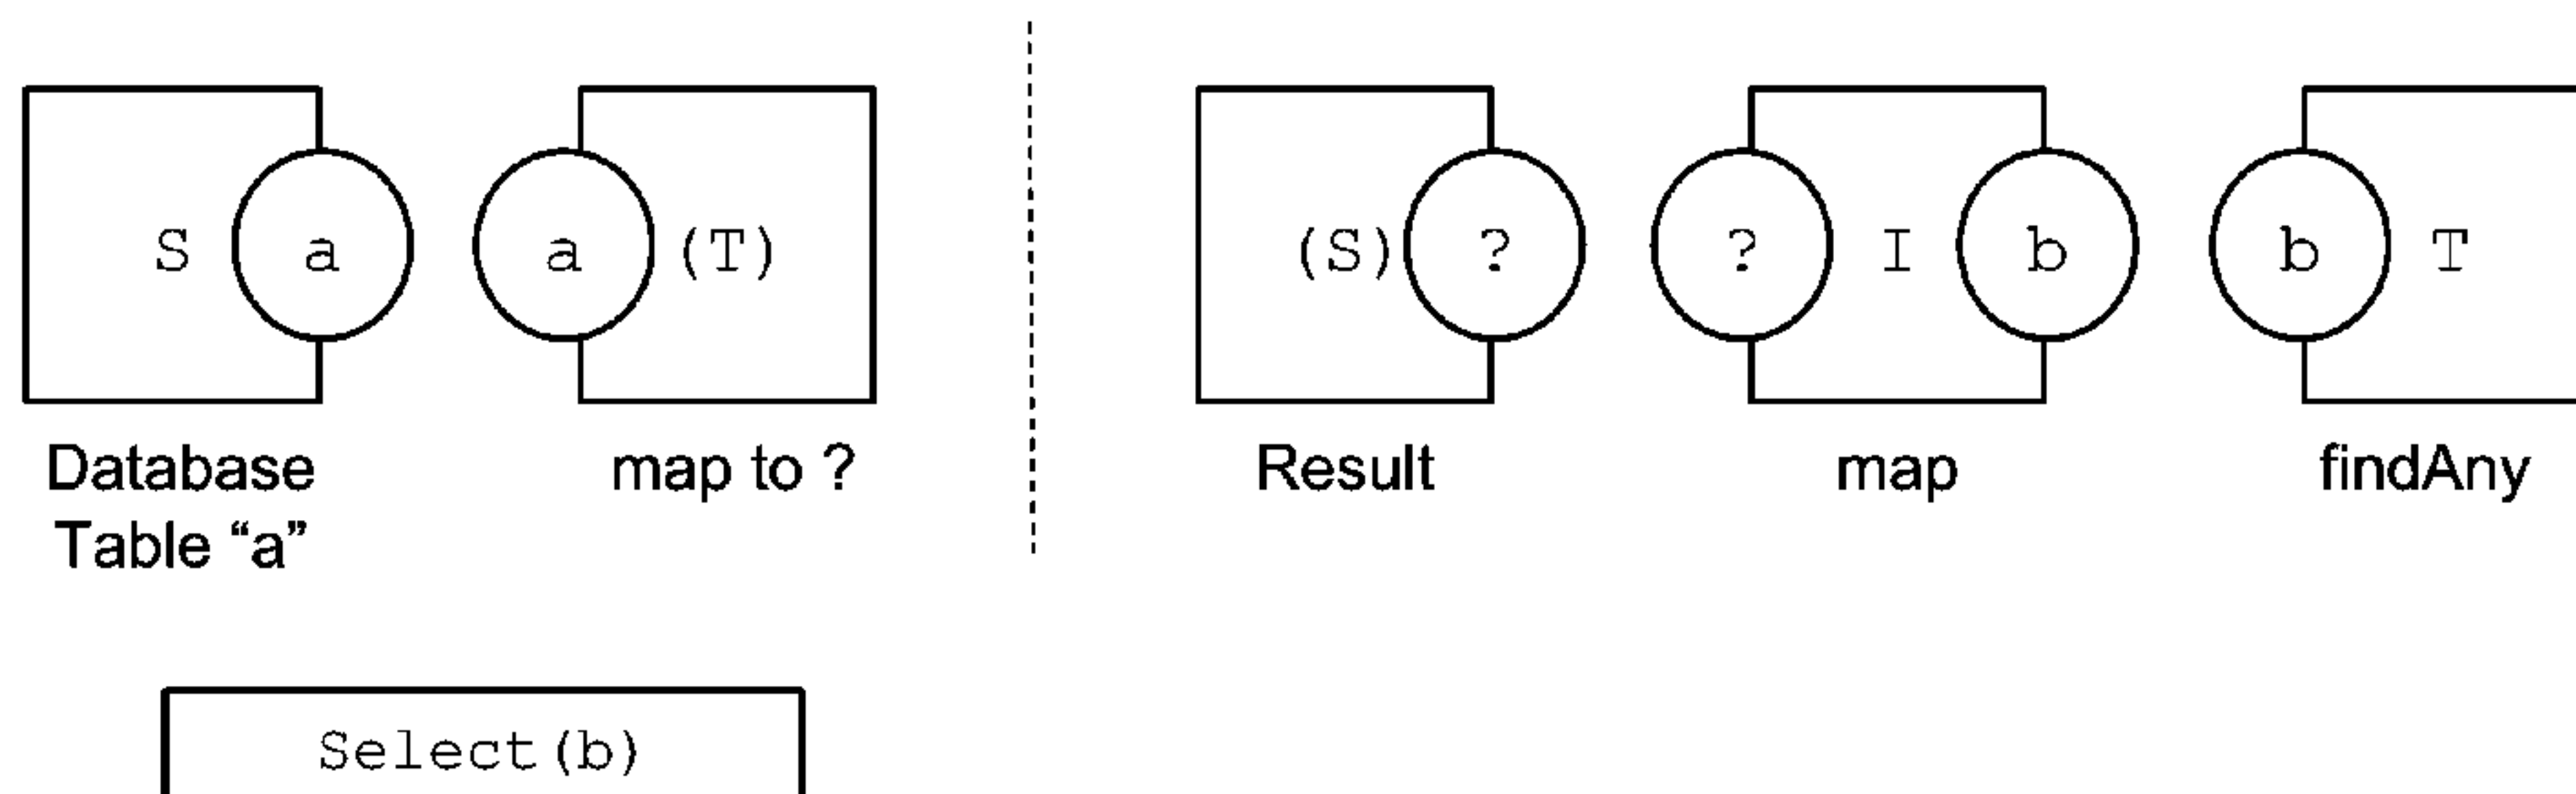 S a a (T) (S) ? ? I b b T
Database map to ? Result map findAny
Table “a”
Select(b)